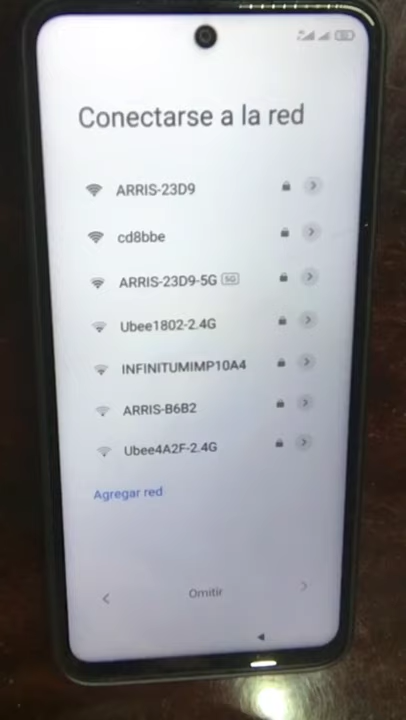 Conectarse a la red
ARRIS-23D9
cd8bbe
ARRIS-23D9-5G 5G
Ubee1802-2.4G
INFINITUMIMP10A4
ARRIS-B6B2
Ubee4A2F-2.4G
Agregar red
Omitir